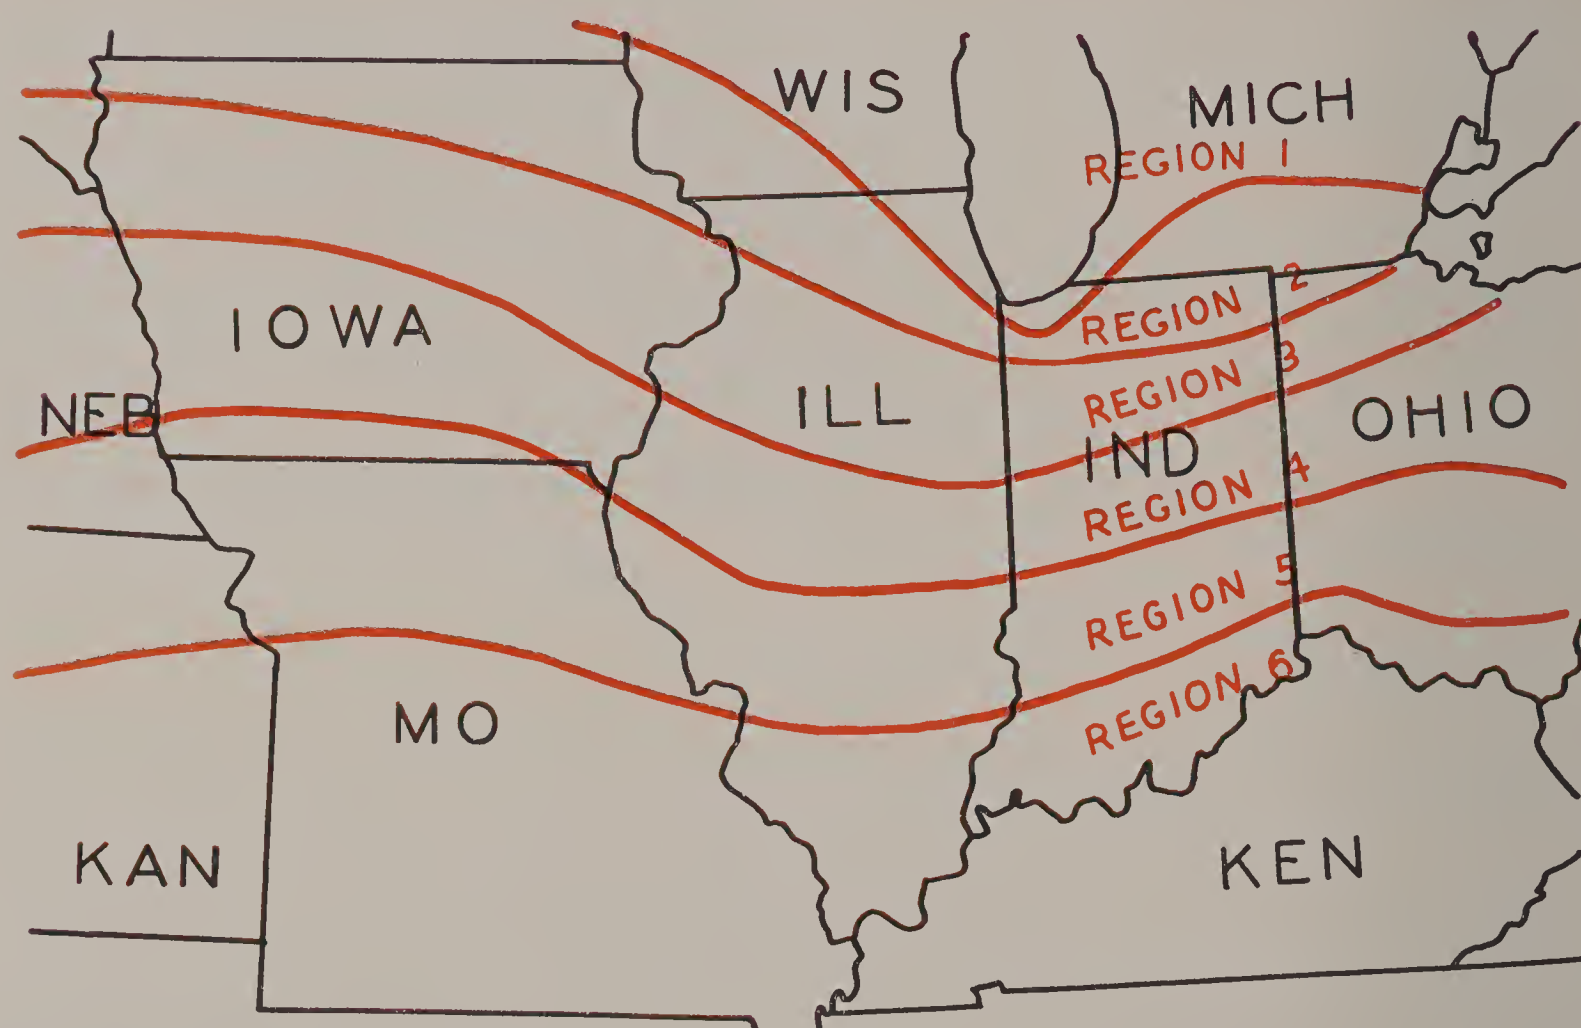 WIS
MICH
REGION 1
REGION 2
IOWA
REGION 3
NEB
ILL
OHIO
IND
REGION 4
REGION 5
REGION 6
MO
KAN
KEN